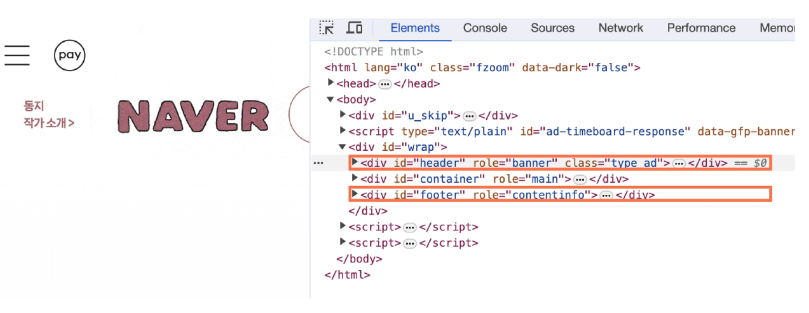 pay
동지
작가 소개 >
NAVER
Elements Console Sources Network Performance Memor
<!DOCTYPE html>
<html lang="ko" class="fzoom" data-dark="false">
<head> … </head>
<body>
<div id="u_skip"> … </div>
<script type="text/plain" id="ad-timeboard-response" data-gfp-banner
<div id="wrap">
… <div id="header" role="banner" class="type_ad"> … </div> == $0
<div id="container" role="main"> … </div>
<div id="footer" role="contentinfo"> … </div>
</div>
<script> … </script>
<script> … </script>
</body>
</html>